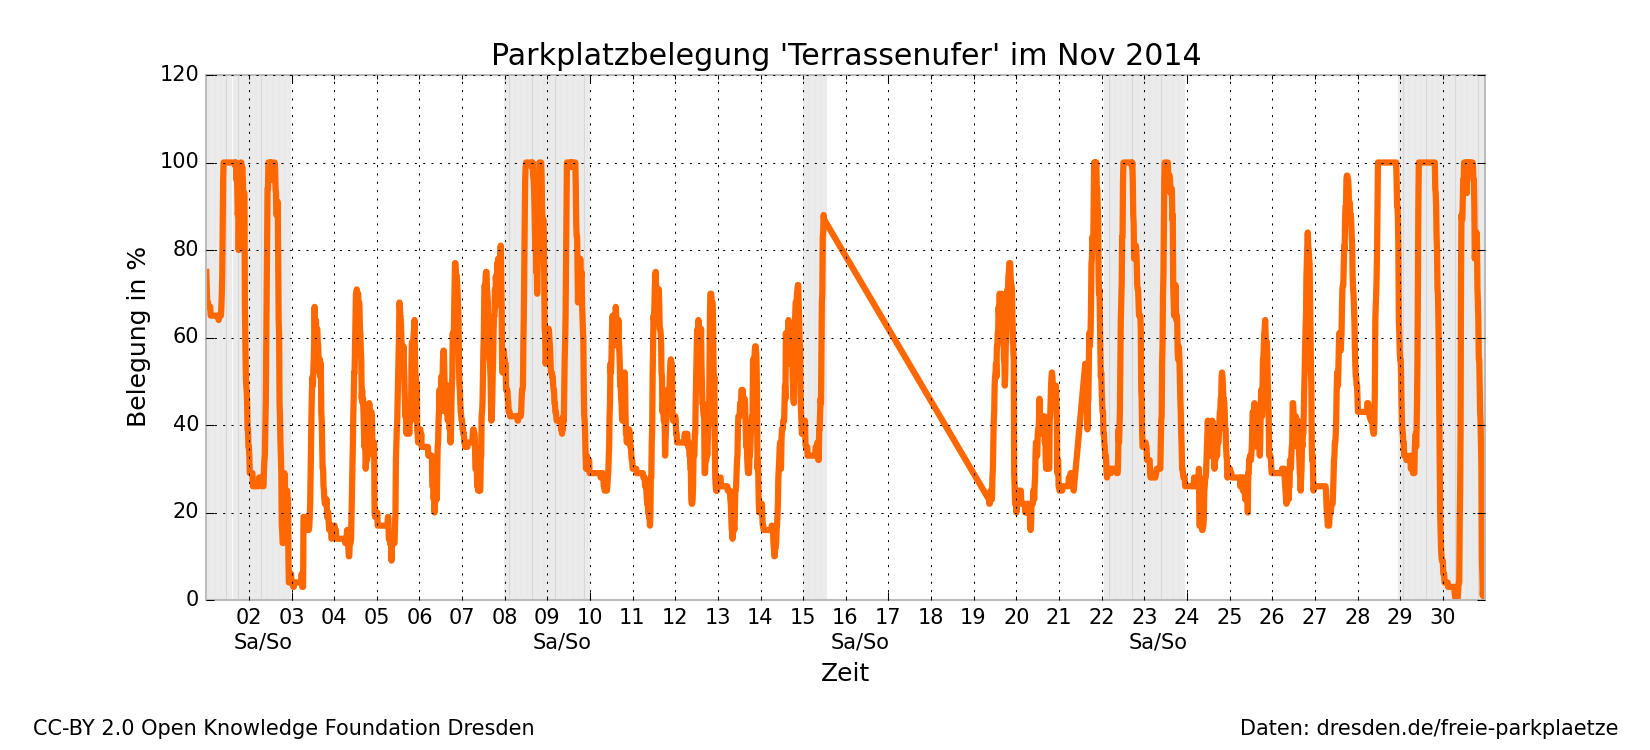 Parkplatzbelegung 'Terrassenufer' im Nov 2014
120
100
80
60
40
20
0
Belegung in %
02 03 04 05 06 07 08 09 10 11 12 13 14 15 16 17 18 19 20 21 22 23 24 25 26 27 28 29 30
Sa/So Sa/So Sa/So Sa/So
Zeit
CC-BY 2.0 Open Knowledge Foundation Dresden
Daten: dresden.de/freie-parkplaetze